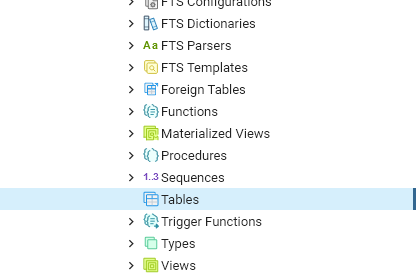 FTS Configurations
FTS Dictionaries
Aa FTS Parsers
FTS Templates
Foreign Tables
Functions
Materialized Views
Procedures
1..3 Sequences
Tables
Trigger Functions
Types
Views